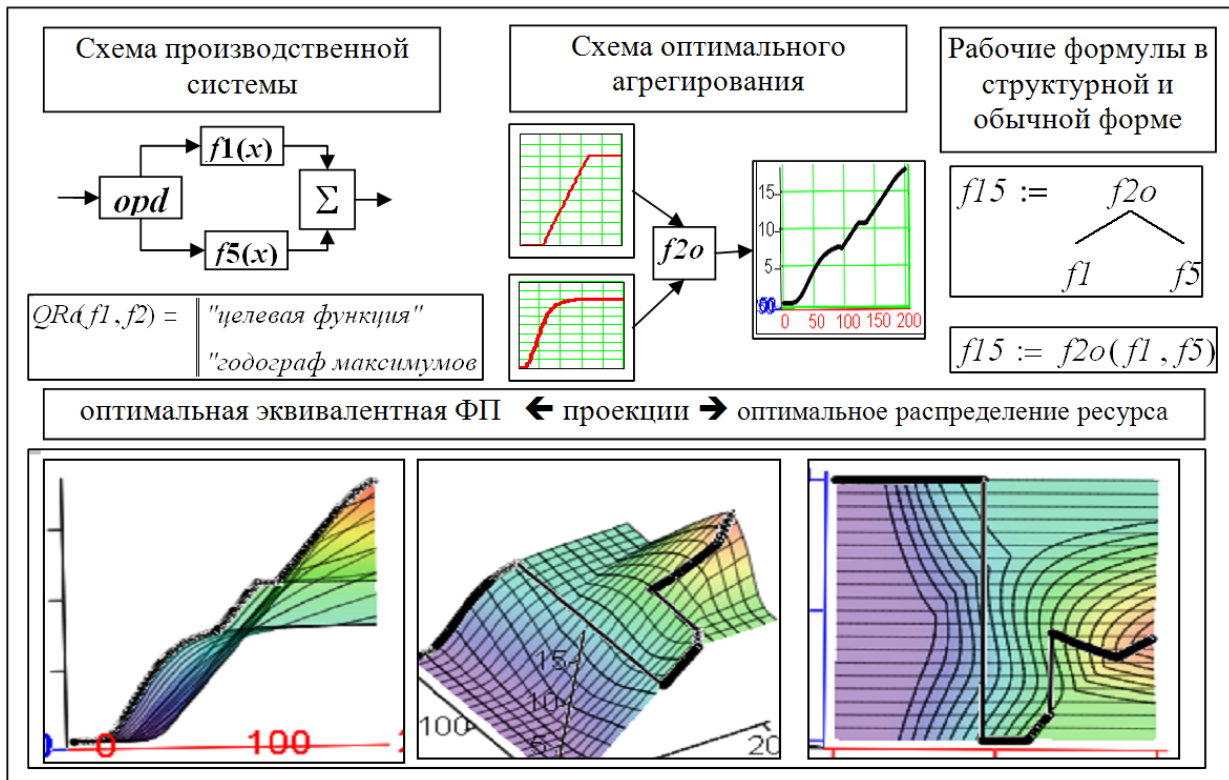 Схема производственной
системы
Схема оптимального
агрегирования
Рабочие формулы в
структурной и
обычной форме
f1(x)
opd
Σ
f5(x)
f2o
15
10
5
0 50 100 150 200
f15 := f2o
f1 f5
QRd(f1, f2) = "целевая функция"
"годограф максимумов
f15 := f2o(f1, f5)
оптимальная эквивалентная ФП 🡸 проекции 🡺 оптимальное распределение ресурса
0 100
100
15
10
5
20